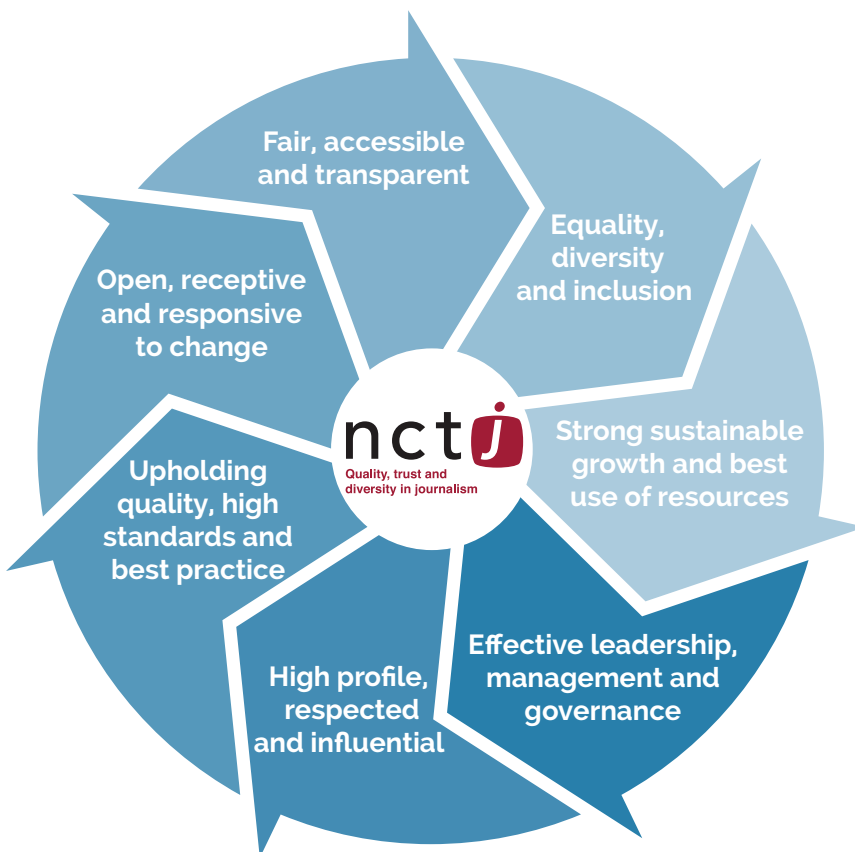 Fair, accessible
and transparent
Equality,
diversity
and inclusion
Strong sustainable
growth and best
use of resources
Effective leadership,
management and
governance
High profile,
respected
and influential
Upholding
quality, high
standards and
best practice
Open, receptive
and responsive
to change
nctj
Quality, trust and
diversity in journalism